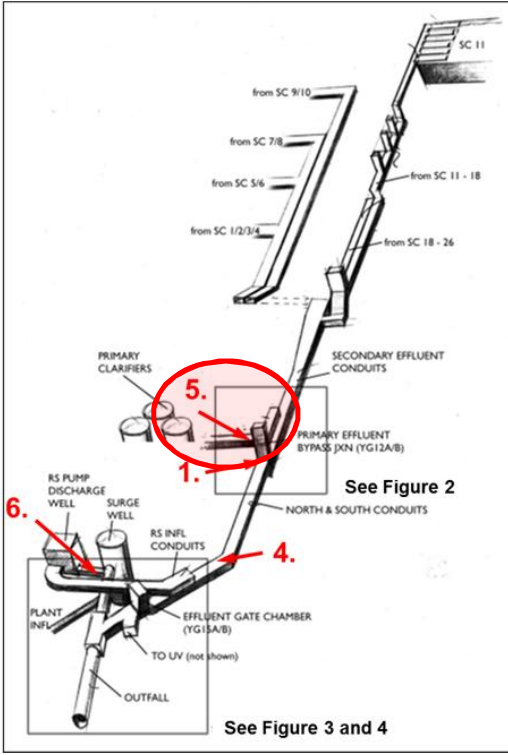 SC 11
from SC 9/10
from SC 7/8
from SC 5/6
from SC 11 - 18
from SC 1/2/3/4
from SC 18 - 26
PRIMARY
CLARIFIERS
SECONDARY EFFLUENT
CONDUITS
5.
PRIMARY EFFLUENT
BYPASS JXN (YG12A/B)
1.
See Figure 2
RS PUMP
DISCHARGE
WELL
SURGE
WELL
6.
NORTH & SOUTH CONDUITS
RS INFL
CONDUITS
4.
PLANT
INFL
EFFLUENT GATE CHAMBER
(YG15A/B)
TO UV (not shown)
OUTFALL
See Figure 3 and 4